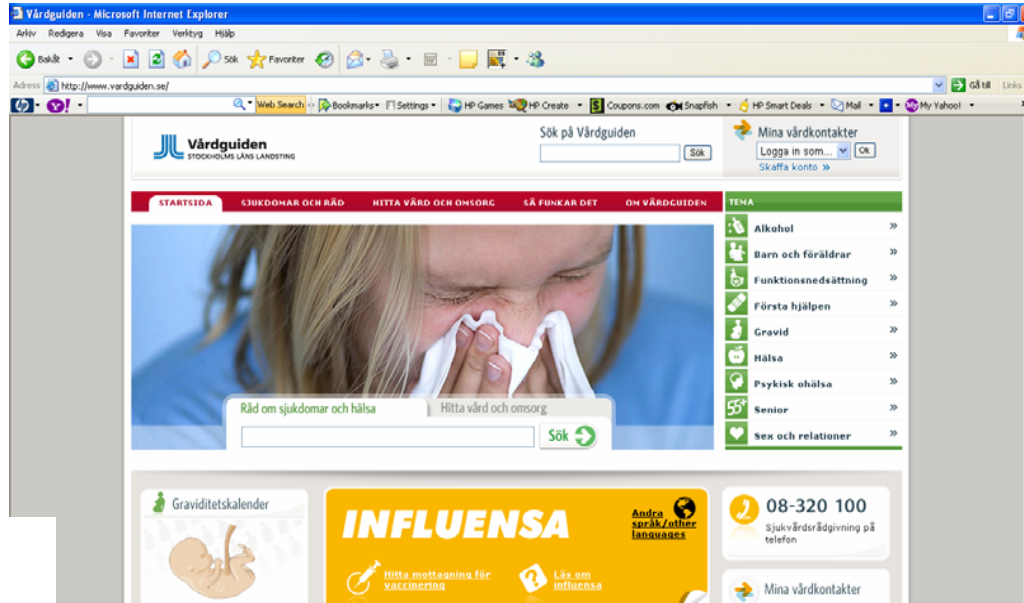 Vårdguiden - Microsoft Internet Explorer
Arkiv Redigera Visa Favoriter Verktyg Hjälp
Bakåt Sök Favoriter
Adress http://www.vardguiden.se/ Gå till Links
Web Search Bookmarks Settings HP Games HP Create Coupons.com Snapfish HP Smart Deals Mail My Yahoo!
Vårdguiden
STOCKHOLMS LÄNS LANDSTING
Sök på Vårdguiden
Sök
Mina vårdkontakter
Logga in som... Ok
Skaffa konto »
STARTSIDA SJUKDOMAR OCH RÅD HITTA VÅRD OCH OMSORG SÅ FUNKAR DET OM VÅRDGUIDEN
TEMA
Alkohol »
Barn och föräldrar »
Funktionsnedsättning »
Första hjälpen »
Gravid »
Hälsa »
Psykisk ohälsa »
55+ Senior »
Sex och relationer »
Råd om sjukdomar och hälsa Hitta vård och omsorg
Sök
Graviditetskalender
INFLUENSA
Andra
språk/other
languages
Hitta mottagning för
vaccinering
Läs om
influensa
08-320 100
Sjukvårdsrådgivning på
telefon
Mina vårdkontakter